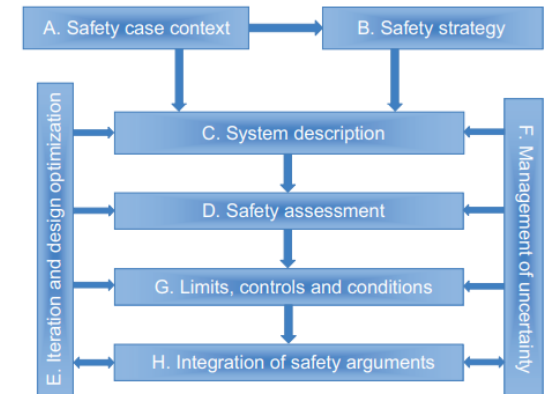 A. Safety case context
B. Safety strategy
C. System description
D. Safety assessment
G. Limits, controls and conditions
H. Integration of safety arguments
E. Iteration and design optimization
F. Management of uncertainty